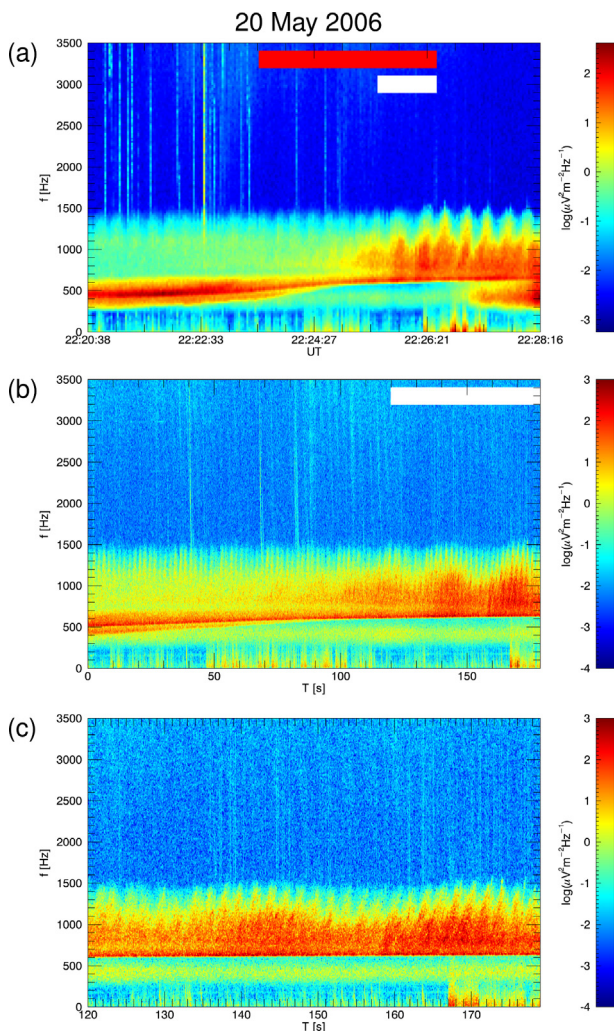 20 May 2006
(a)
3500
3000
2500
2000
1500
1000
500
0
f [Hz]
22:20:38 22:22:33 22:24:27 22:26:21 22:28:16
UT
2
1
0
-1
-2
-3
log(μV²m⁻²Hz⁻¹)
(b)
3500
3000
2500
2000
1500
1000
500
0
f [Hz]
0 50 100 150
T [s]
3
2
1
0
-1
-2
-3
-4
log(μV²m⁻²Hz⁻¹)
(c)
3500
3000
2500
2000
1500
1000
500
0
f [Hz]
120 130 140 150 160 170
T [s]
3
2
1
0
-1
-2
-3
-4
log(μV²m⁻²Hz⁻¹)